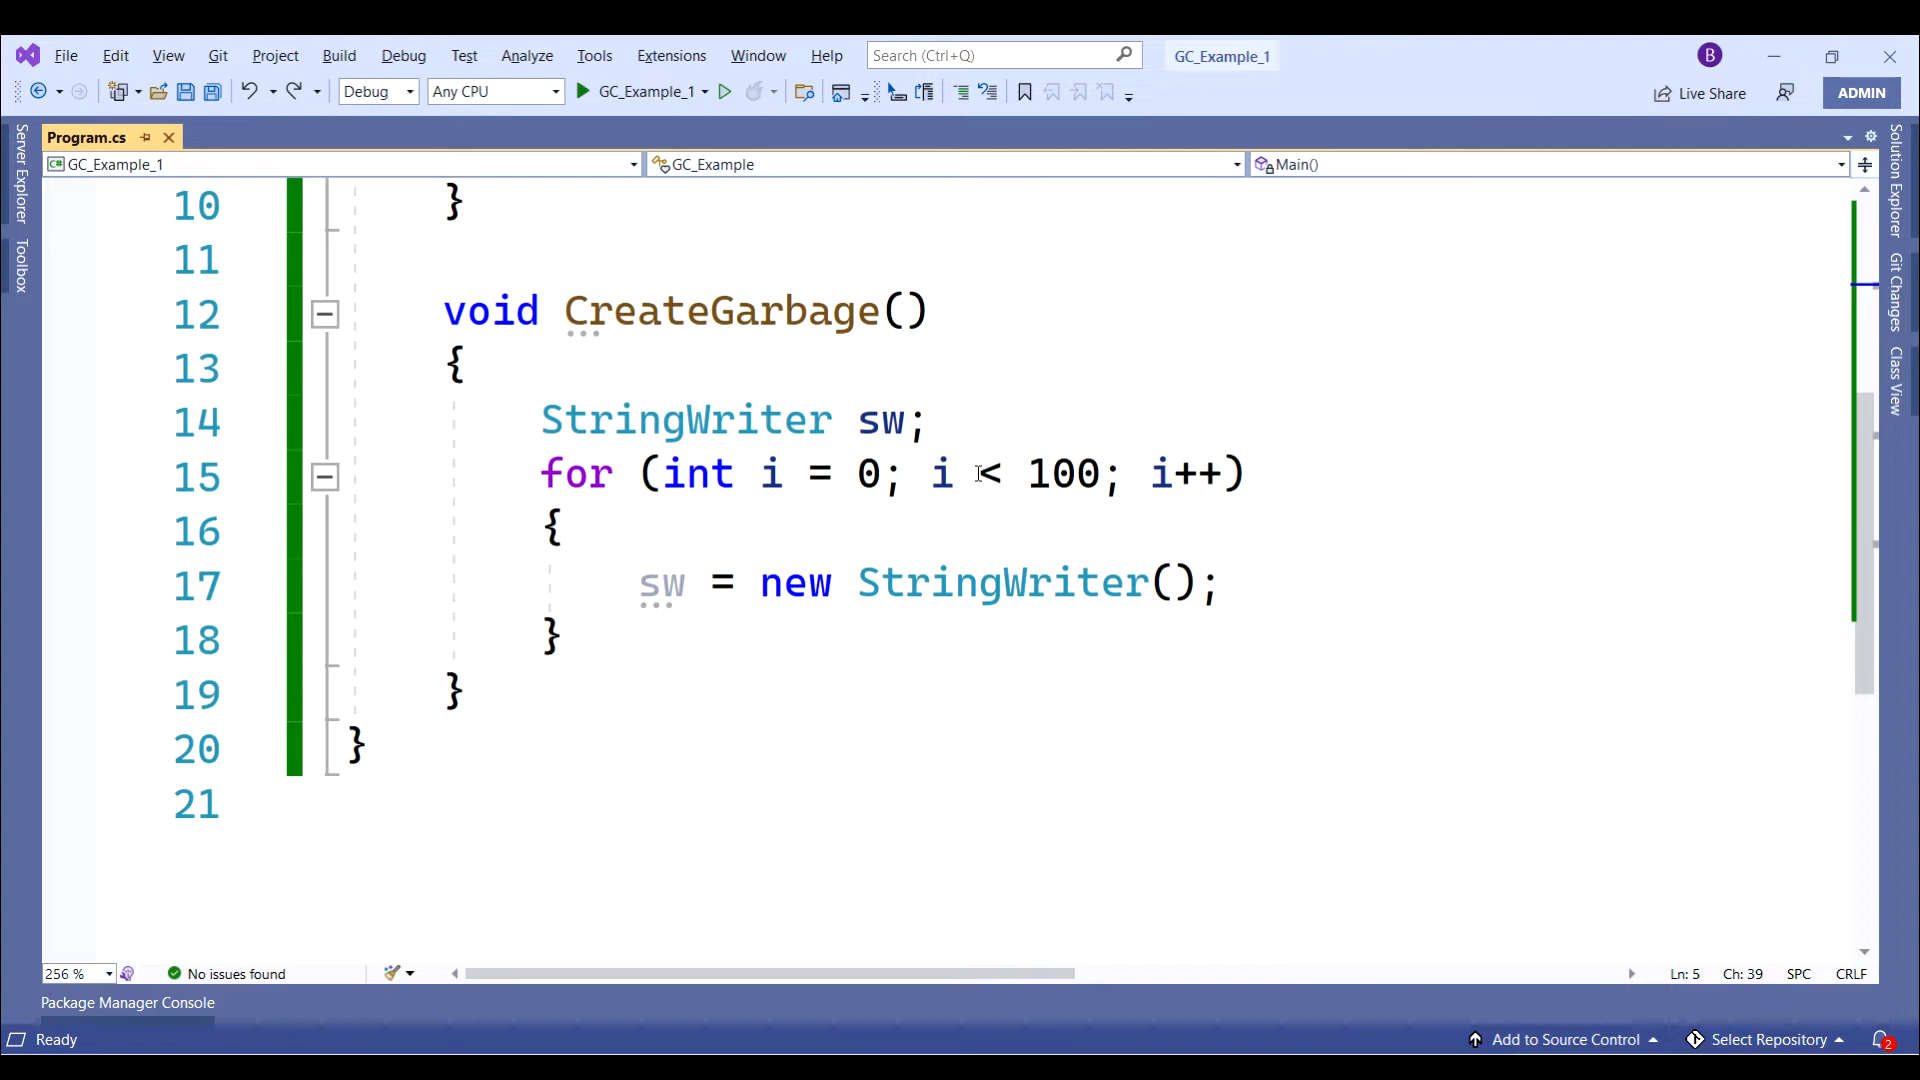 File Edit View Git Project Build Debug Test Analyze Tools Extensions Window Help Search (Ctrl+Q) GC_Example_1 B
Debug Any CPU GC_Example_1 Live Share ADMIN
Server Explorer
Toolbox
Program.cs
GC_Example_1 GC_Example Main()
10 }
11
12 void CreateGarbage()
13 {
14 StringWriter sw;
15 for (int i = 0; i < 100; i++)
16 {
17 sw = new StringWriter();
18 }
19 }
20 }
21
Solution Explorer
Git Changes
Class View
256 % No issues found Ln: 5 Ch: 39 SPC CRLF
Package Manager Console
Ready Add to Source Control Select Repository 2